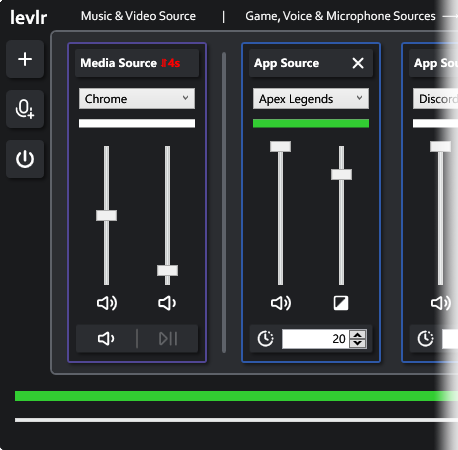 levlr
Music & Video Source | Game, Voice & Microphone Sources
Media Source
App Source
App Sou
Chrome
Apex Legends
Discord
20